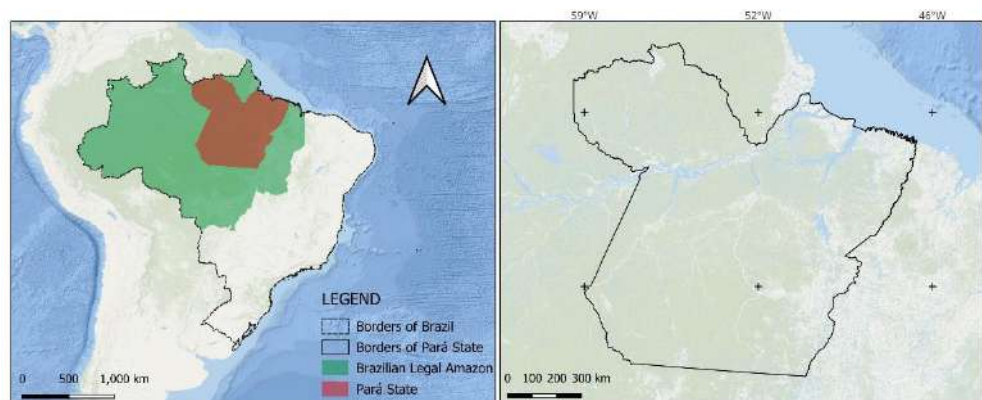 59°W 52°W 46°W
LEGEND
Borders of Brazil
Borders of Pará State
Brazilian Legal Amazon
Pará State
0 500 1,000 km
0 100 200 300 km